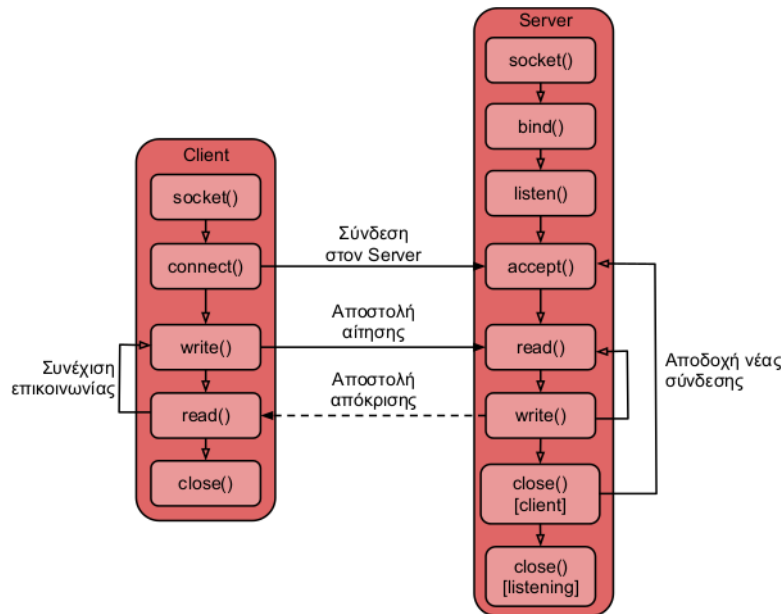 Server
socket()
bind()
listen()
accept()
read()
write()
close()
[client]
close()
[listening]
Client
socket()
connect()
write()
read()
close()
Σύνδεση
στον Server
Αποστολή
αίτησης
Αποστολή
απόκρισης
Συνέχιση
επικοινωνίας
Αποδοχή νέας
σύνδεσης